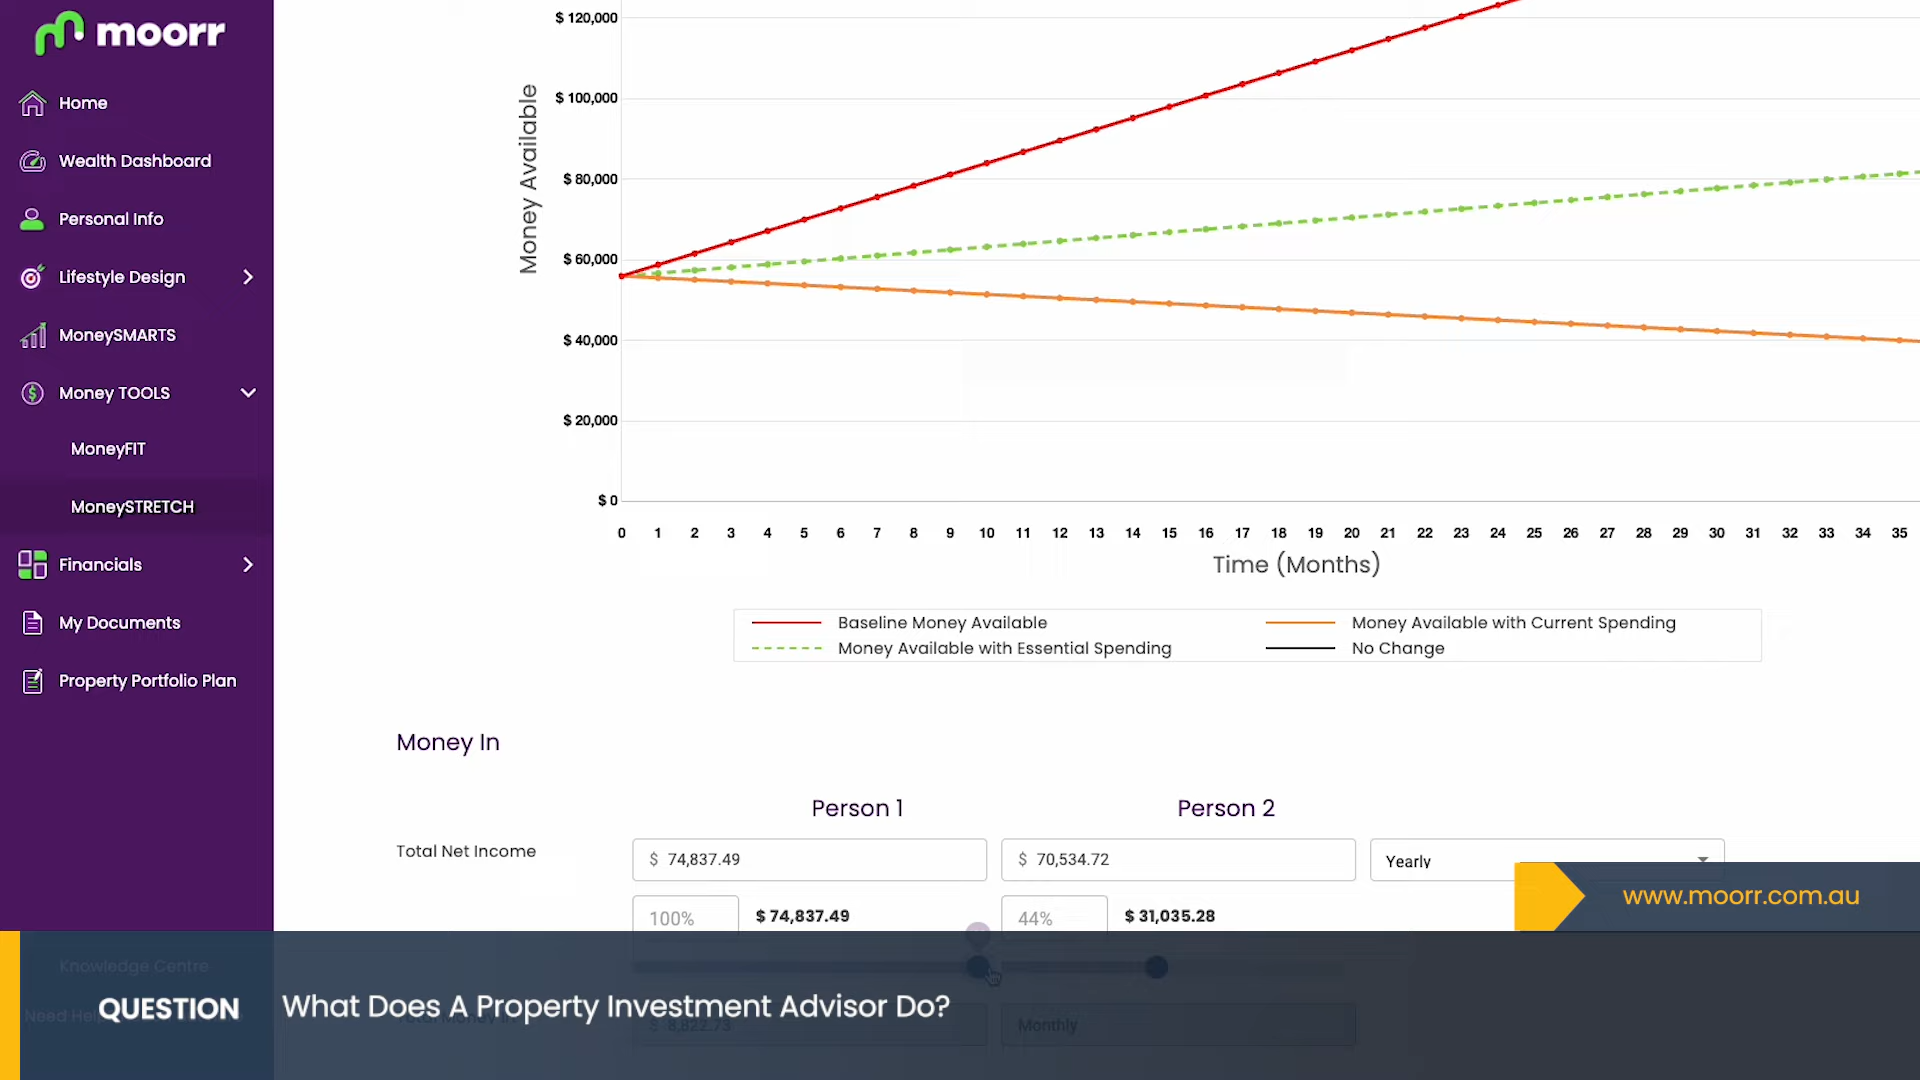 moorr
Home
Wealth Dashboard
Personal Info
Lifestyle Design
MoneySMARTS
Money TOOLS
MoneyFIT
MoneySTRETCH
Financials
My Documents
Property Portfolio Plan
Knowledge Centre
$ 120,000
$ 100,000
$ 80,000
$ 60,000
$ 40,000
$ 20,000
$ 0
Money Available
0 1 2 3 4 5 6 7 8 9 10 11 12 13 14 15 16 17 18 19 20 21 22 23 24 25 26 27 28 29 30 31 32 33 34 35
Time (Months)
Baseline Money Available
Money Available with Current Spending
Money Available with Essential Spending
No Change
Money In
Person 1 Person 2
Total Net Income
$ 74,837.49
$ 70,534.72
Yearly
100% $ 74,837.49
44% $ 31,035.28
www.moorr.com.au
QUESTION What Does A Property Investment Advisor Do?
$ 8,822.73
Monthly